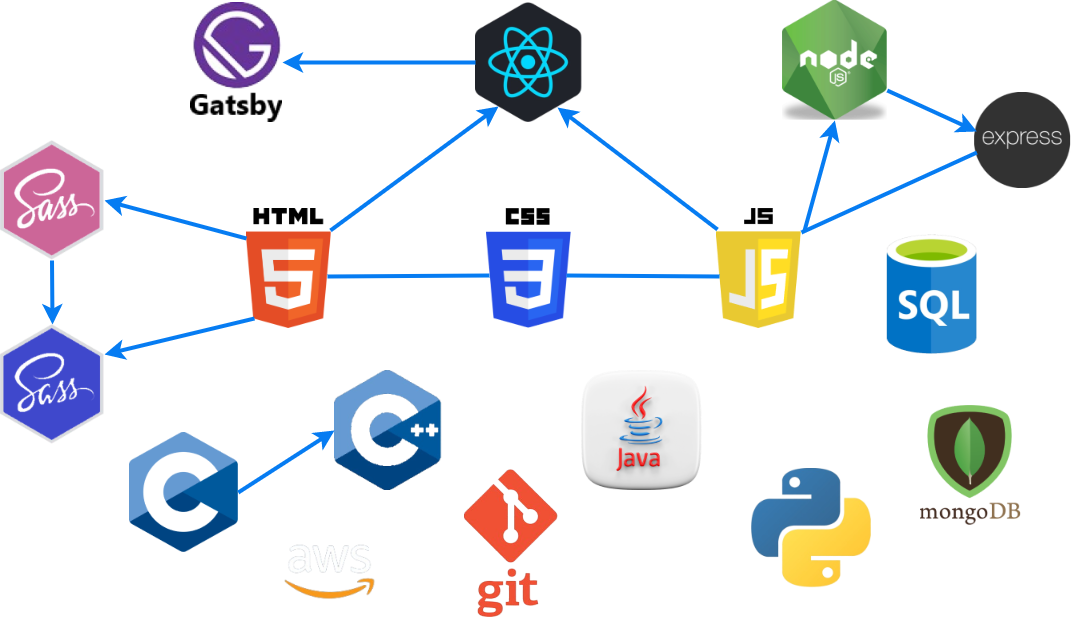 Gatsby
node
JS
express
Sass
HTML
CSS
JS
5
3
JS
SQL
Sass
C
C++
Java
mongoDB
aws
git